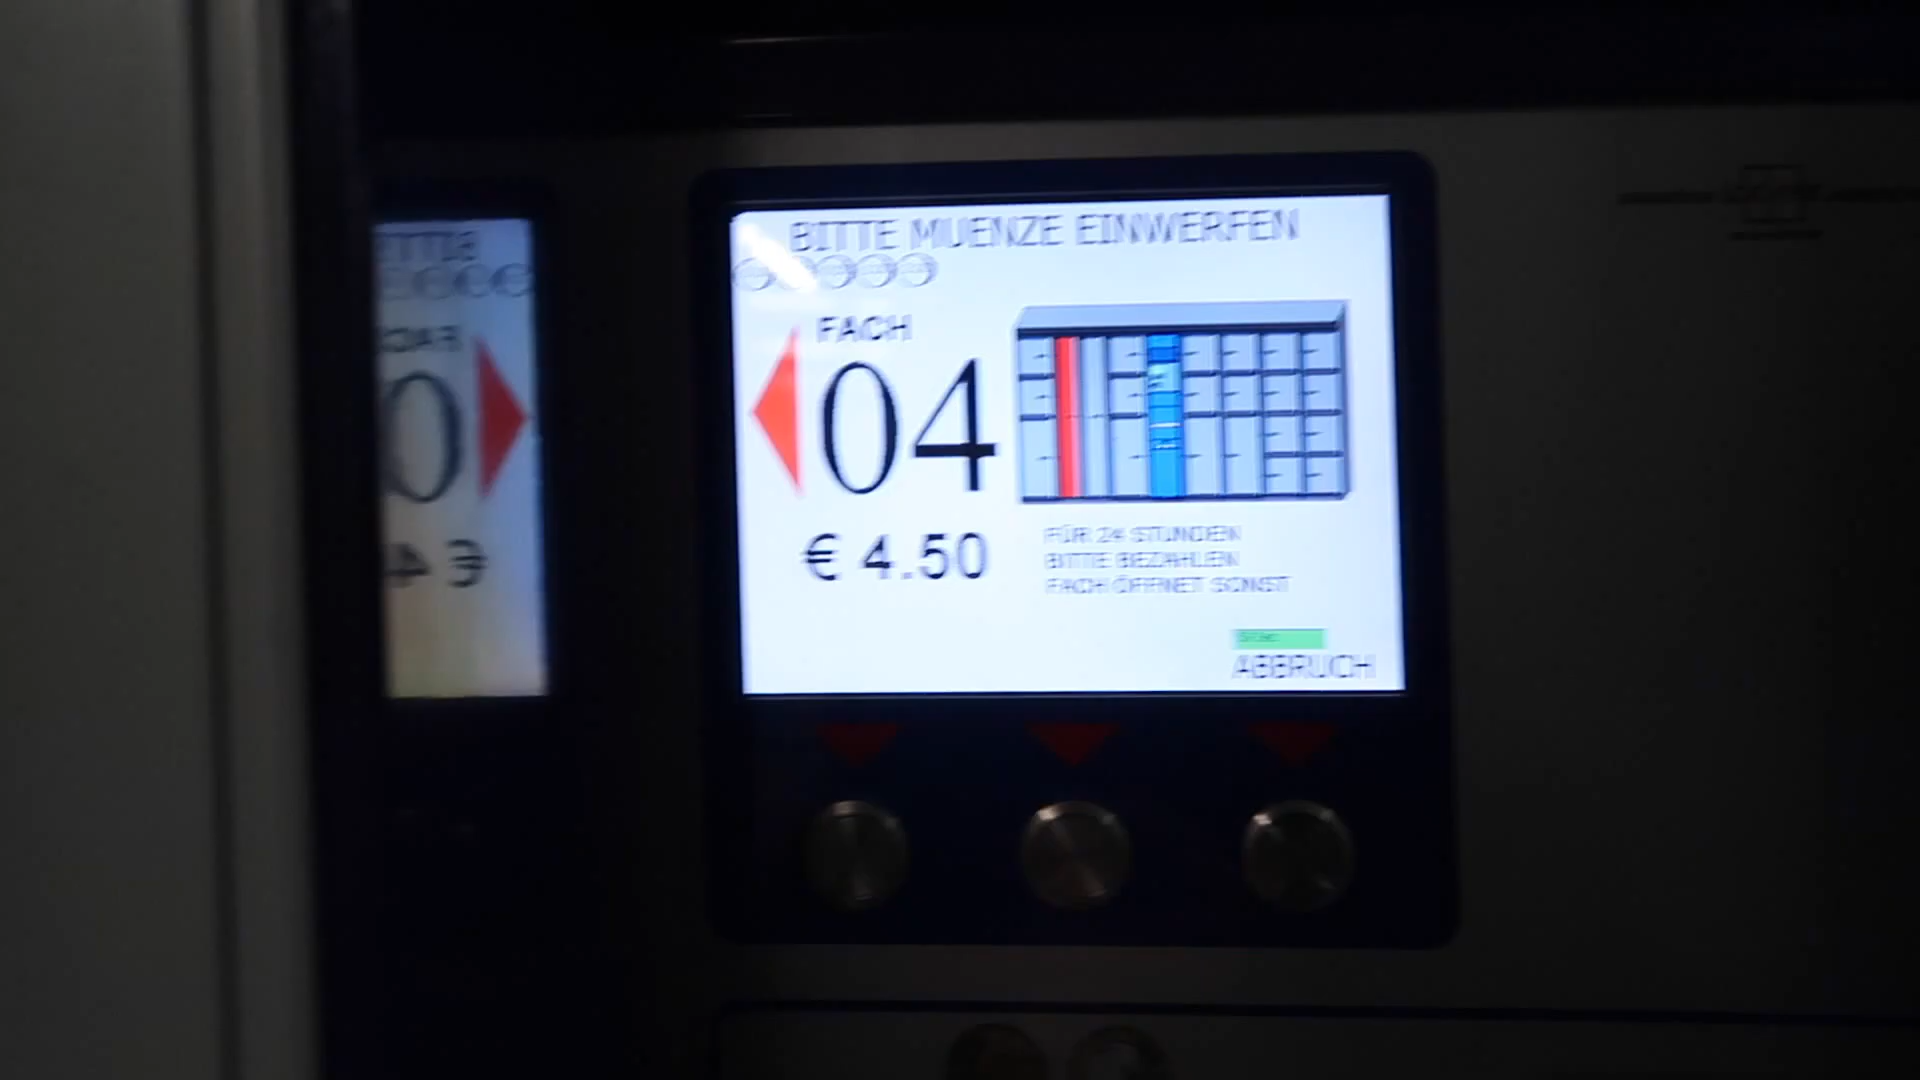 BITTE MUENZE EINWERFEN
FACH
04
€ 4.50
FÜR 24 STUNDEN
BITTE BEZAHLEN
FACH ÖFFNET SONST
ABBRUCH